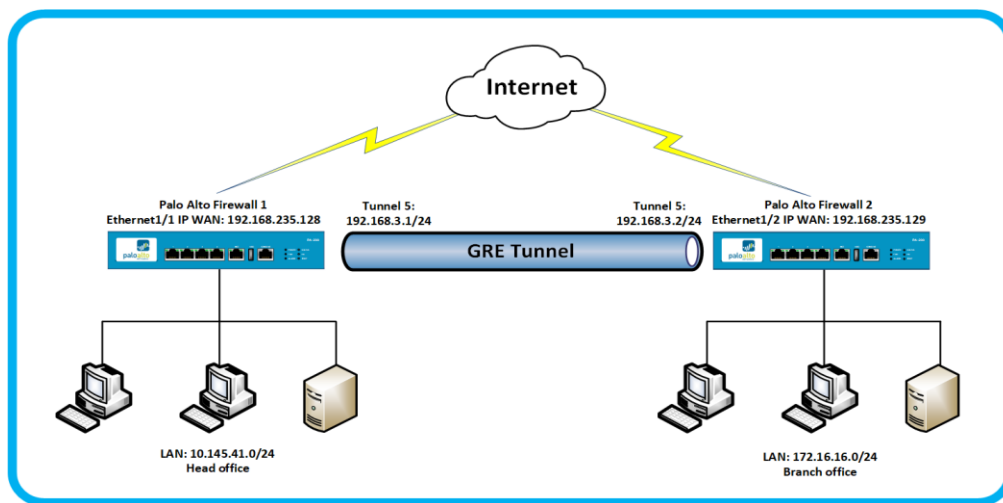 Internet
Palo Alto Firewall 1
Ethernet1/1 IP WAN: 192.168.235.128
Tunnel 5:
192.168.3.1/24
Tunnel 5:
192.168.3.2/24
Palo Alto Firewall 2
Ethernet1/2 IP WAN: 192.168.235.129
paloalto
GRE Tunnel
paloalto
LAN: 10.145.41.0/24
Head office
LAN: 172.16.16.0/24
Branch office